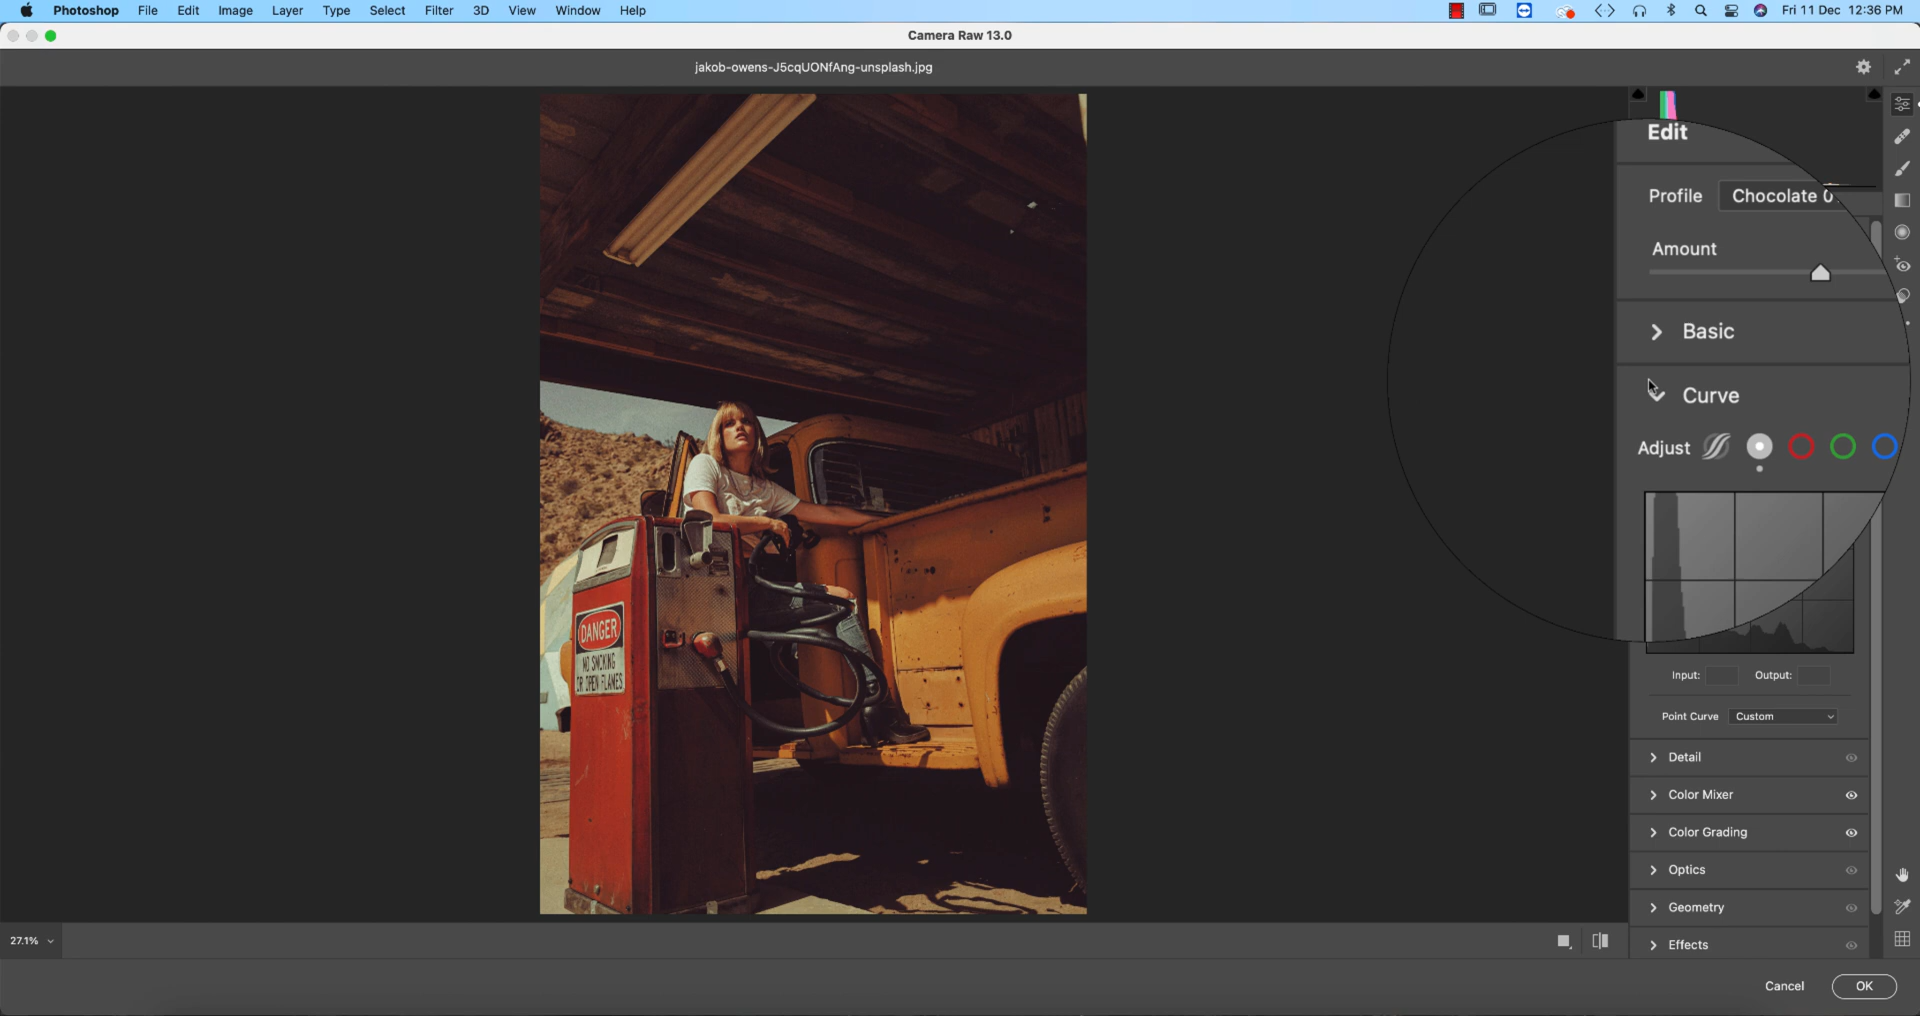 Photoshop File Edit Image Layer Type Select Filter 3D View Window Help Fri 11 Dec 12:36 PM
Camera Raw 13.0
jakob-owens-J5cqUONfAng-unsplash.jpg
Edit
Profile Chocolate 0
Amount
Basic
Curve
Adjust
DANGER
NO SMOKING
OR OPEN FLAMES
Input: Output:
Point Curve Custom
Detail
Color Mixer
Color Grading
Optics
Geometry
Effects
27.1%
Cancel OK